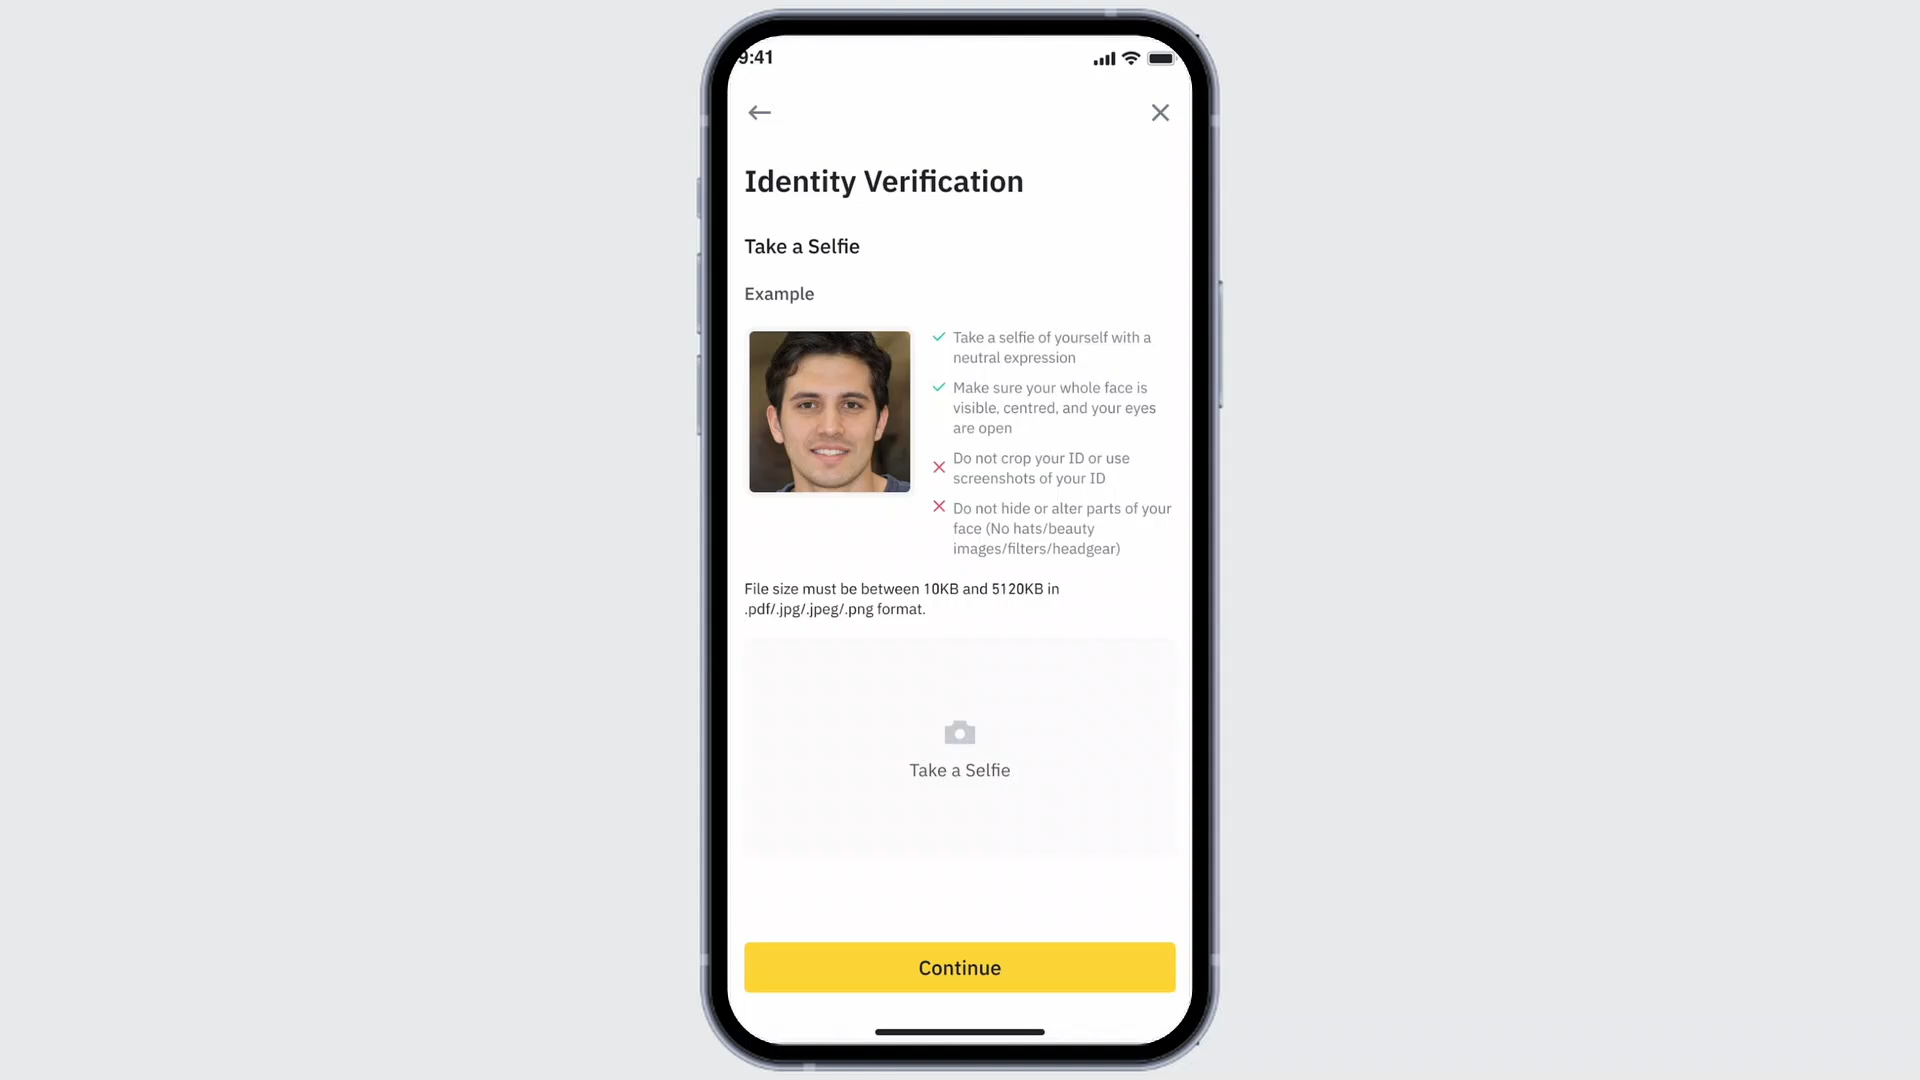 9:41
Identity Verification
Take a Selfie
Example
Take a selfie of yourself with a
neutral expression
Make sure your whole face is
visible, centred, and your eyes
are open
Do not crop your ID or use
screenshots of your ID
Do not hide or alter parts of your
face (No hats/beauty
images/filters/headgear)
File size must be between 10KB and 5120KB in
.pdf/.jpg/.jpeg/.png format.
Take a Selfie
Continue